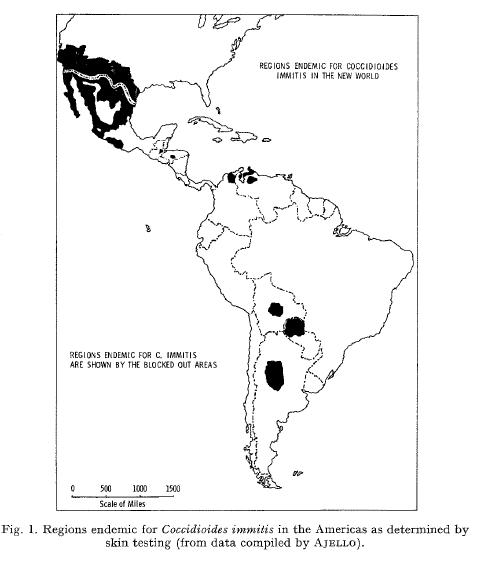 REGIONS ENDEMIC FOR COCCIDIOIDES
IMMITIS IN THE NEW WORLD
REGIONS ENDEMIC FOR C. IMMITIS
ARE SHOWN BY THE BLOCKED OUT AREAS
0 500 1000 1500
Scale of Miles
Fig. 1. Regions endemic for Coccidioides immitis in the Americas as determined by
skin testing (from data compiled by AJELLO).